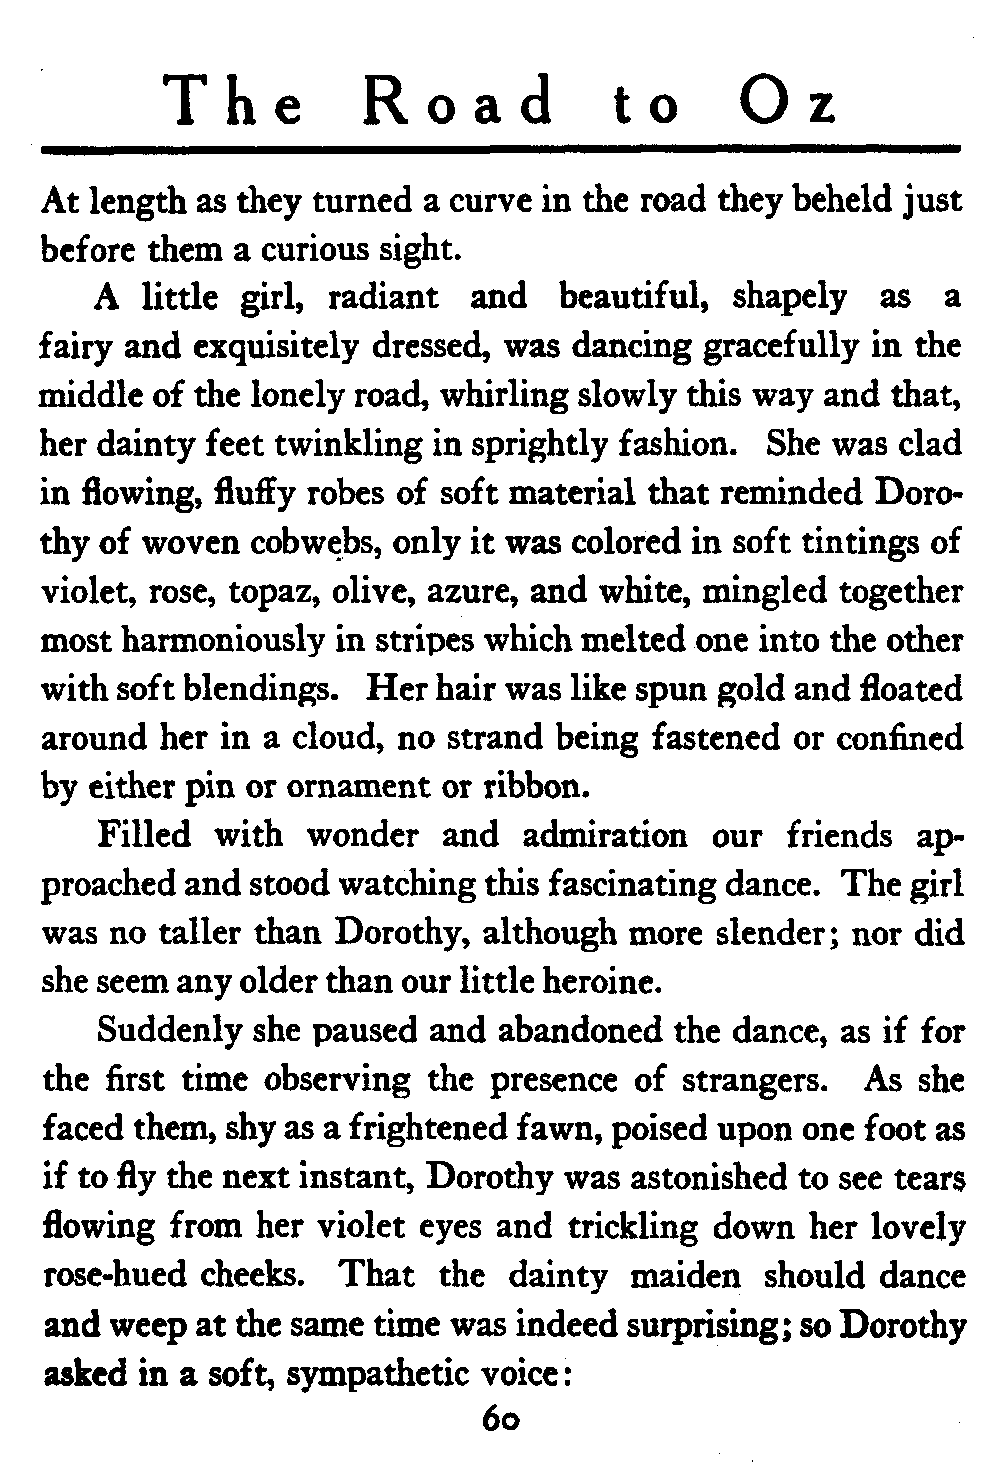 The Road to Oz
At length as they turned a curve in the road they beheld just
before them a curious sight.
A little girl, radiant and beautiful, shapely as a
fairy and exquisitely dressed, was dancing gracefully in the
middle of the lonely road, whirling slowly this way and that,
her dainty feet twinkling in sprightly fashion. She was clad
in flowing, fluffy robes of soft material that reminded Doro-
thy of woven cobwebs, only it was colored in soft tintings of
violet, rose, topaz, olive, azure, and white, mingled together
most harmoniously in stripes which melted one into the other
with soft blendings. Her hair was like spun gold and floated
around her in a cloud, no strand being fastened or confined
by either pin or ornament or ribbon.
Filled with wonder and admiration our friends ap-
proached and stood watching this fascinating dance. The girl
was no taller than Dorothy, although more slender; nor did
she seem any older than our little heroine.
Suddenly she paused and abandoned the dance, as if for
the first time observing the presence of strangers. As she
faced them, shy as a frightened fawn, poised upon one foot as
if to fly the next instant, Dorothy was astonished to see tears
flowing from her violet eyes and trickling down her lovely
rose-hued cheeks. That the dainty maiden should dance
and weep at the same time was indeed surprising; so Dorothy
asked in a soft, sympathetic voice:
60